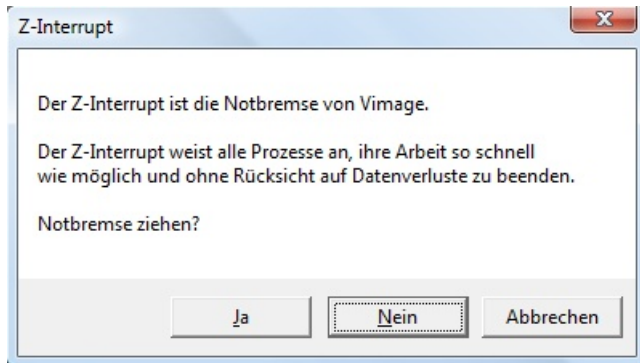 Z-Interrupt
Der Z-Interrupt ist die Notbremse von Vimage.
Der Z-Interrupt weist alle Prozesse an, ihre Arbeit so schnell
wie möglich und ohne Rücksicht auf Datenverluste zu beenden.
Notbremse ziehen?
Ja
Nein
Abbrechen